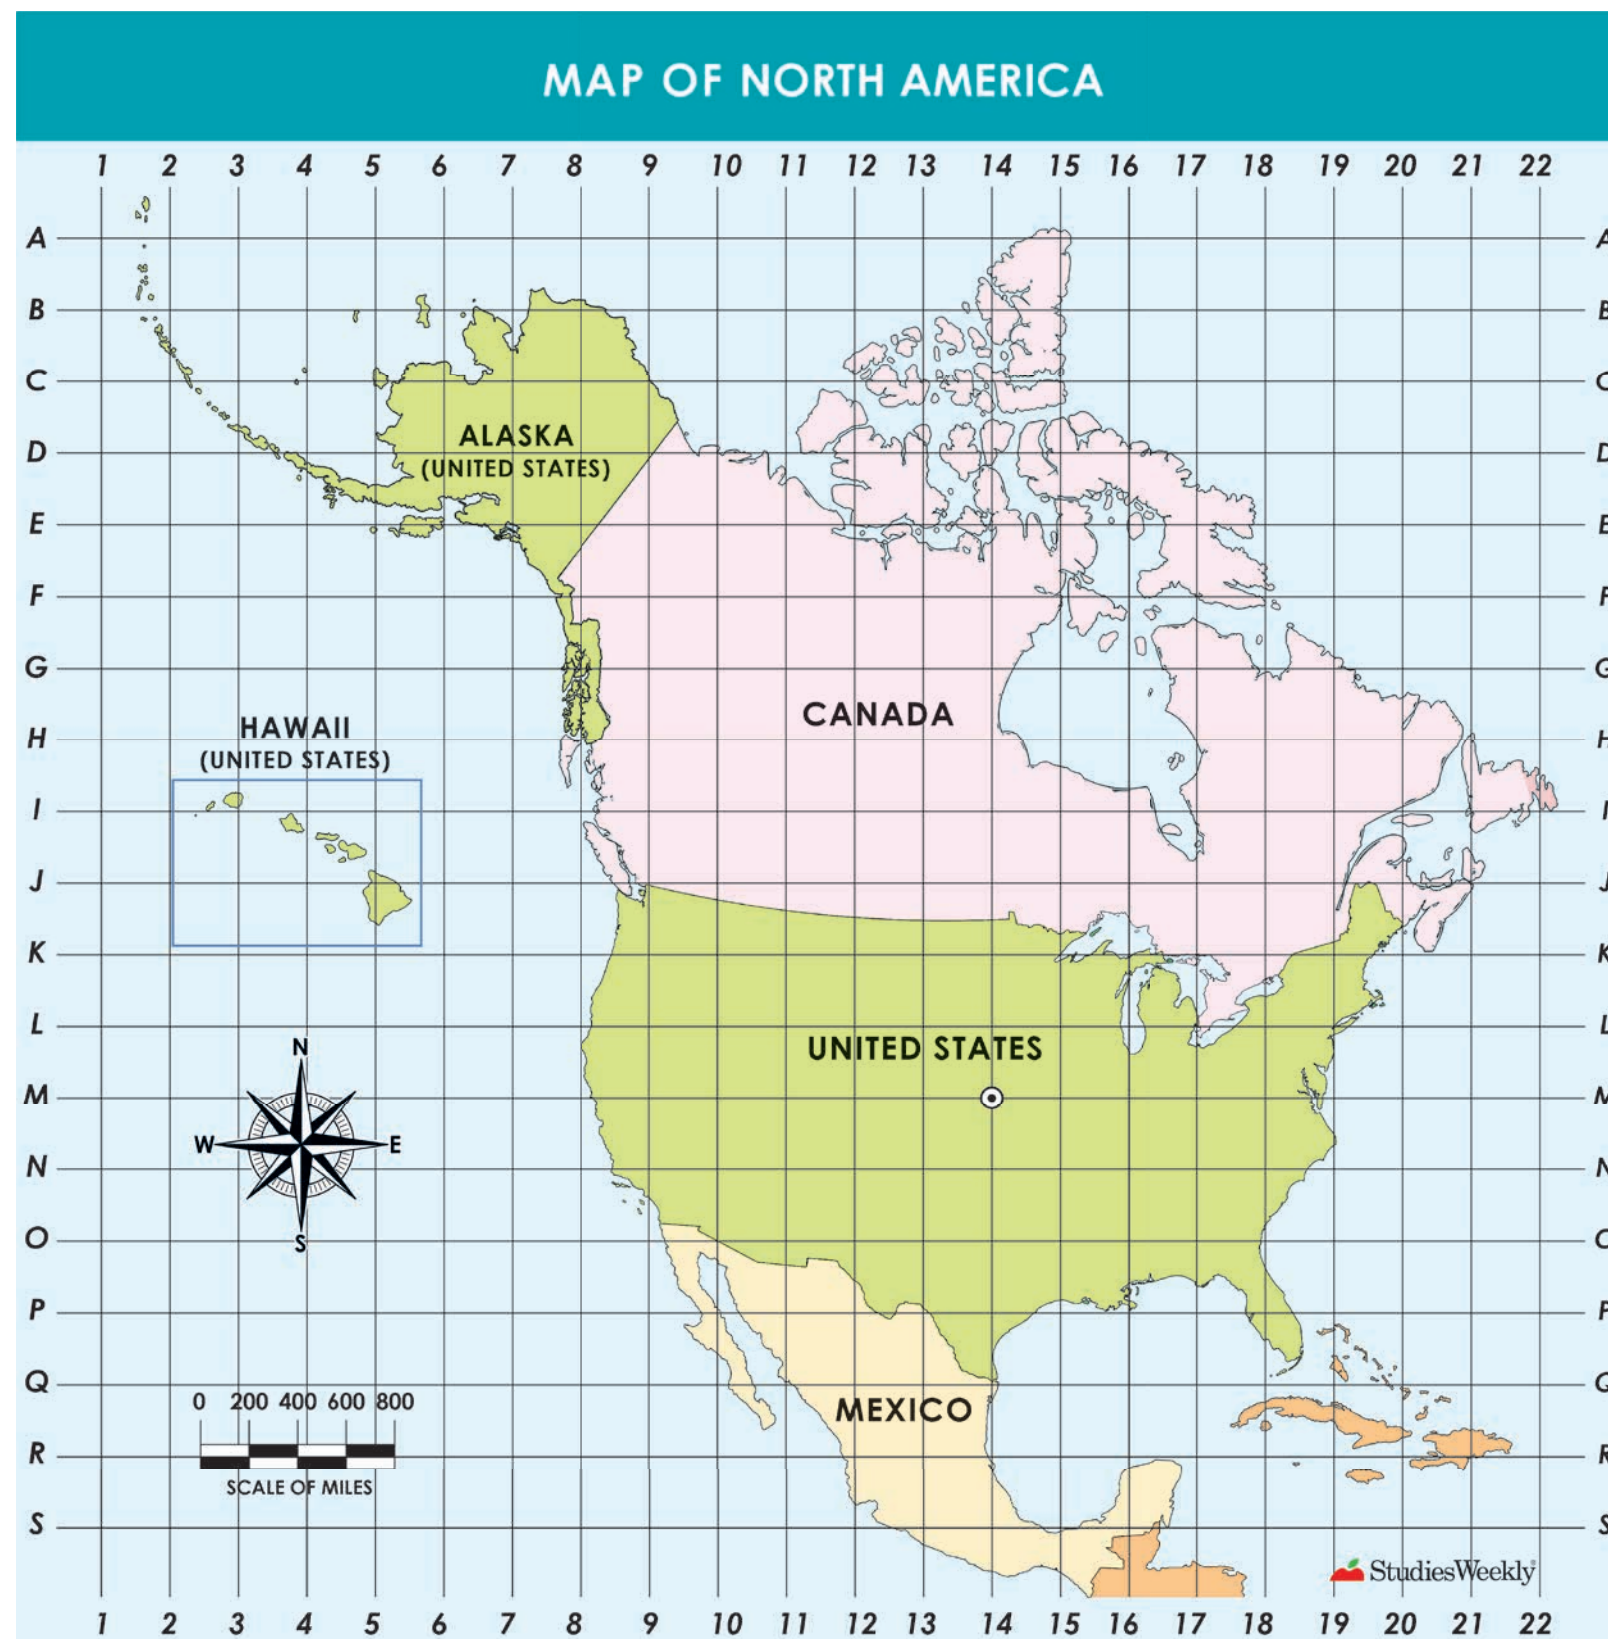 MAP OF NORTH AMERICA
1 2 3 4 5 6 7 8 9 10 11 12 13 14 15 16 17 18 19 20 21 22
A A
B B
C C
ALASKA
(UNITED STATES)
D D
E E
F F
G G
CANADA
HAWAII
(UNITED STATES)
H H
I I
J J
K K
L L
UNITED STATES
N
M M
W E
N N
S
O O
P P
Q Q
0 200 400 600 800
MEXICO
R R
SCALE OF MILES
S S
StudiesWeekly
1 2 3 4 5 6 7 8 9 10 11 12 13 14 15 16 17 18 19 20 21 22